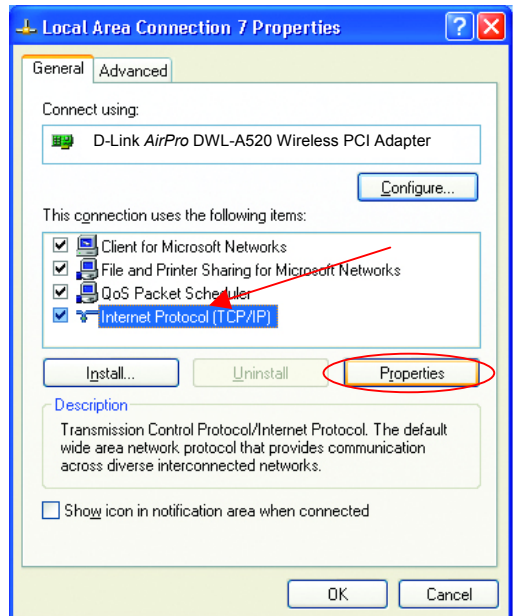 Local Area Connection 7 Properties
General
Advanced
Connect using:
D-Link AirPro DWL-A520 Wireless PCI Adapter
Configure...
This connection uses the following items:
Client for Microsoft Networks
File and Printer Sharing for Microsoft Networks
QoS Packet Scheduler
Internet Protocol (TCP/IP)
Install...
Uninstall
Properties
Description
Transmission Control Protocol/Internet Protocol. The default
wide area network protocol that provides communication
across diverse interconnected networks.
Show icon in notification area when connected
OK
Cancel